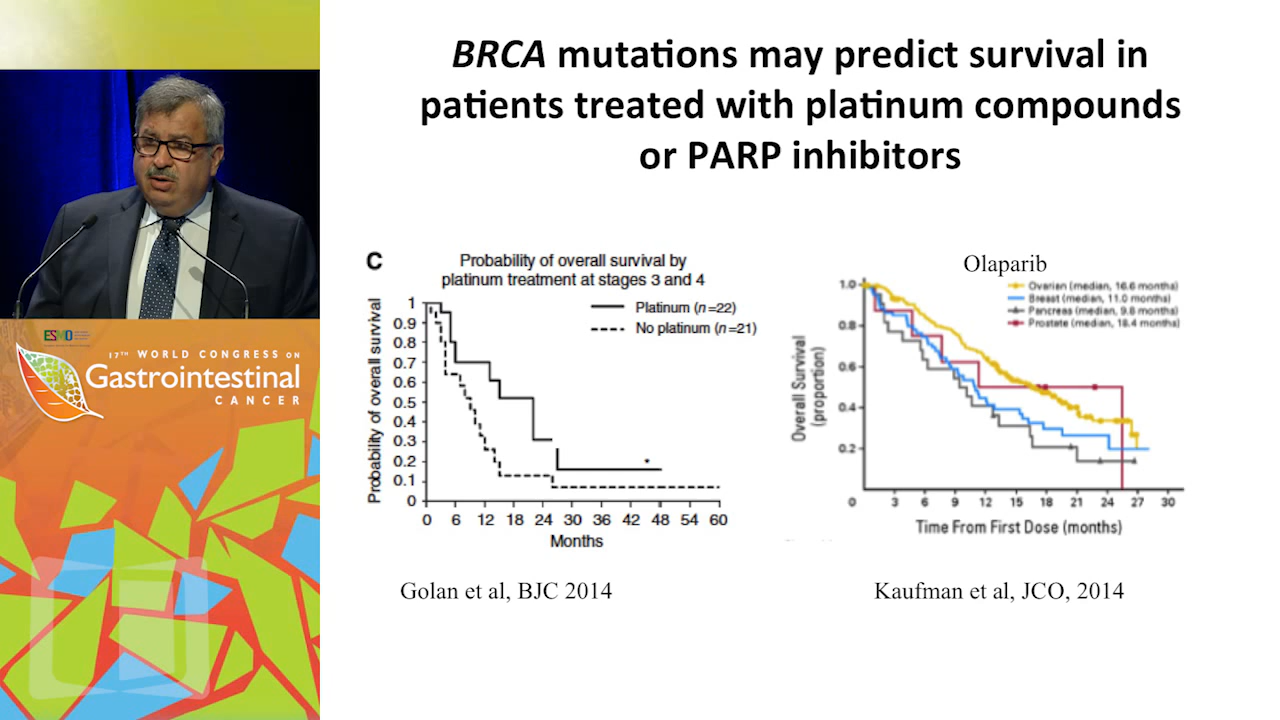 BRCA mutations may predict survival in
patients treated with platinum compounds
or PARP inhibitors
ESMO
17TH WORLD CONGRESS ON
Gastrointestinal
CANCER
C
Probability of overall survival by
platinum treatment at stages 3 and 4
Platinum (n=22)
No platinum (n=21)
Probability of overall survival
1
0.9
0.8
0.7
0.6
0.5
0.4
0.3
0.2
0.1
0
0 6 12 18 24 30 36 42 48 54 60
Months
Golan et al, BJC 2014
Olaparib
Ovarian (median, 16.6 months)
Breast (median, 11.0 months)
Pancreas (median, 9.8 months)
Prostate (median, 18.4 months)
Overall Survival
(proportion)
1.0
0.8
0.6
0.4
0.2
0 3 6 9 12 15 18 21 24 27 30
Time From First Dose (months)
Kaufman et al, JCO, 2014